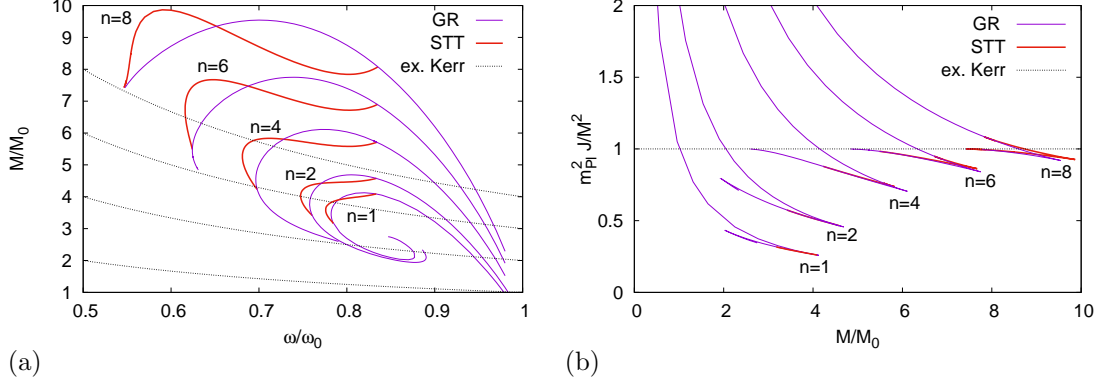 10
9
8
7
6
5
4
3
2
1
0.5
0.6
0.7
0.8
0.9
1
M/M0
ω/ω0
n=8
n=6
n=4
n=2
n=1
GR
STT
ex. Kerr
(a)
2
1.5
1
0.5
0
0
2
4
6
8
10
m²Pl J/M²
M/M0
GR
STT
ex. Kerr
n=6
n=8
n=4
n=2
n=1
(b)